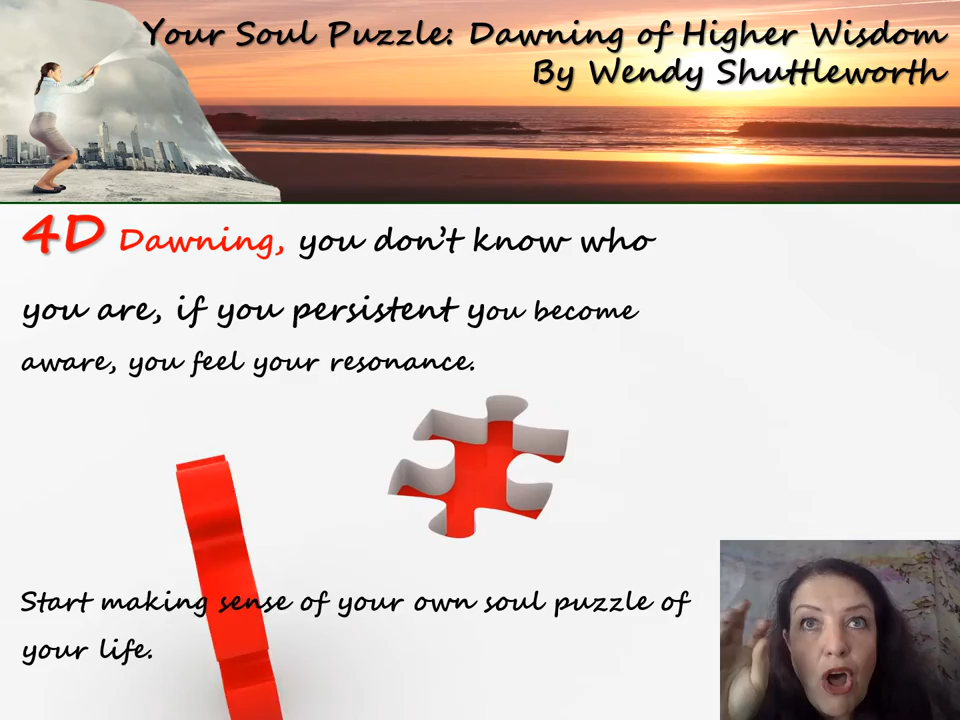 Your Soul Puzzle: Dawning of Higher Wisdom
By Wendy Shuttleworth
4D Dawning, you don't know who
you are, if you persistent you become
aware, you feel your resonance.
Start making sense of your own soul puzzle of
your life.